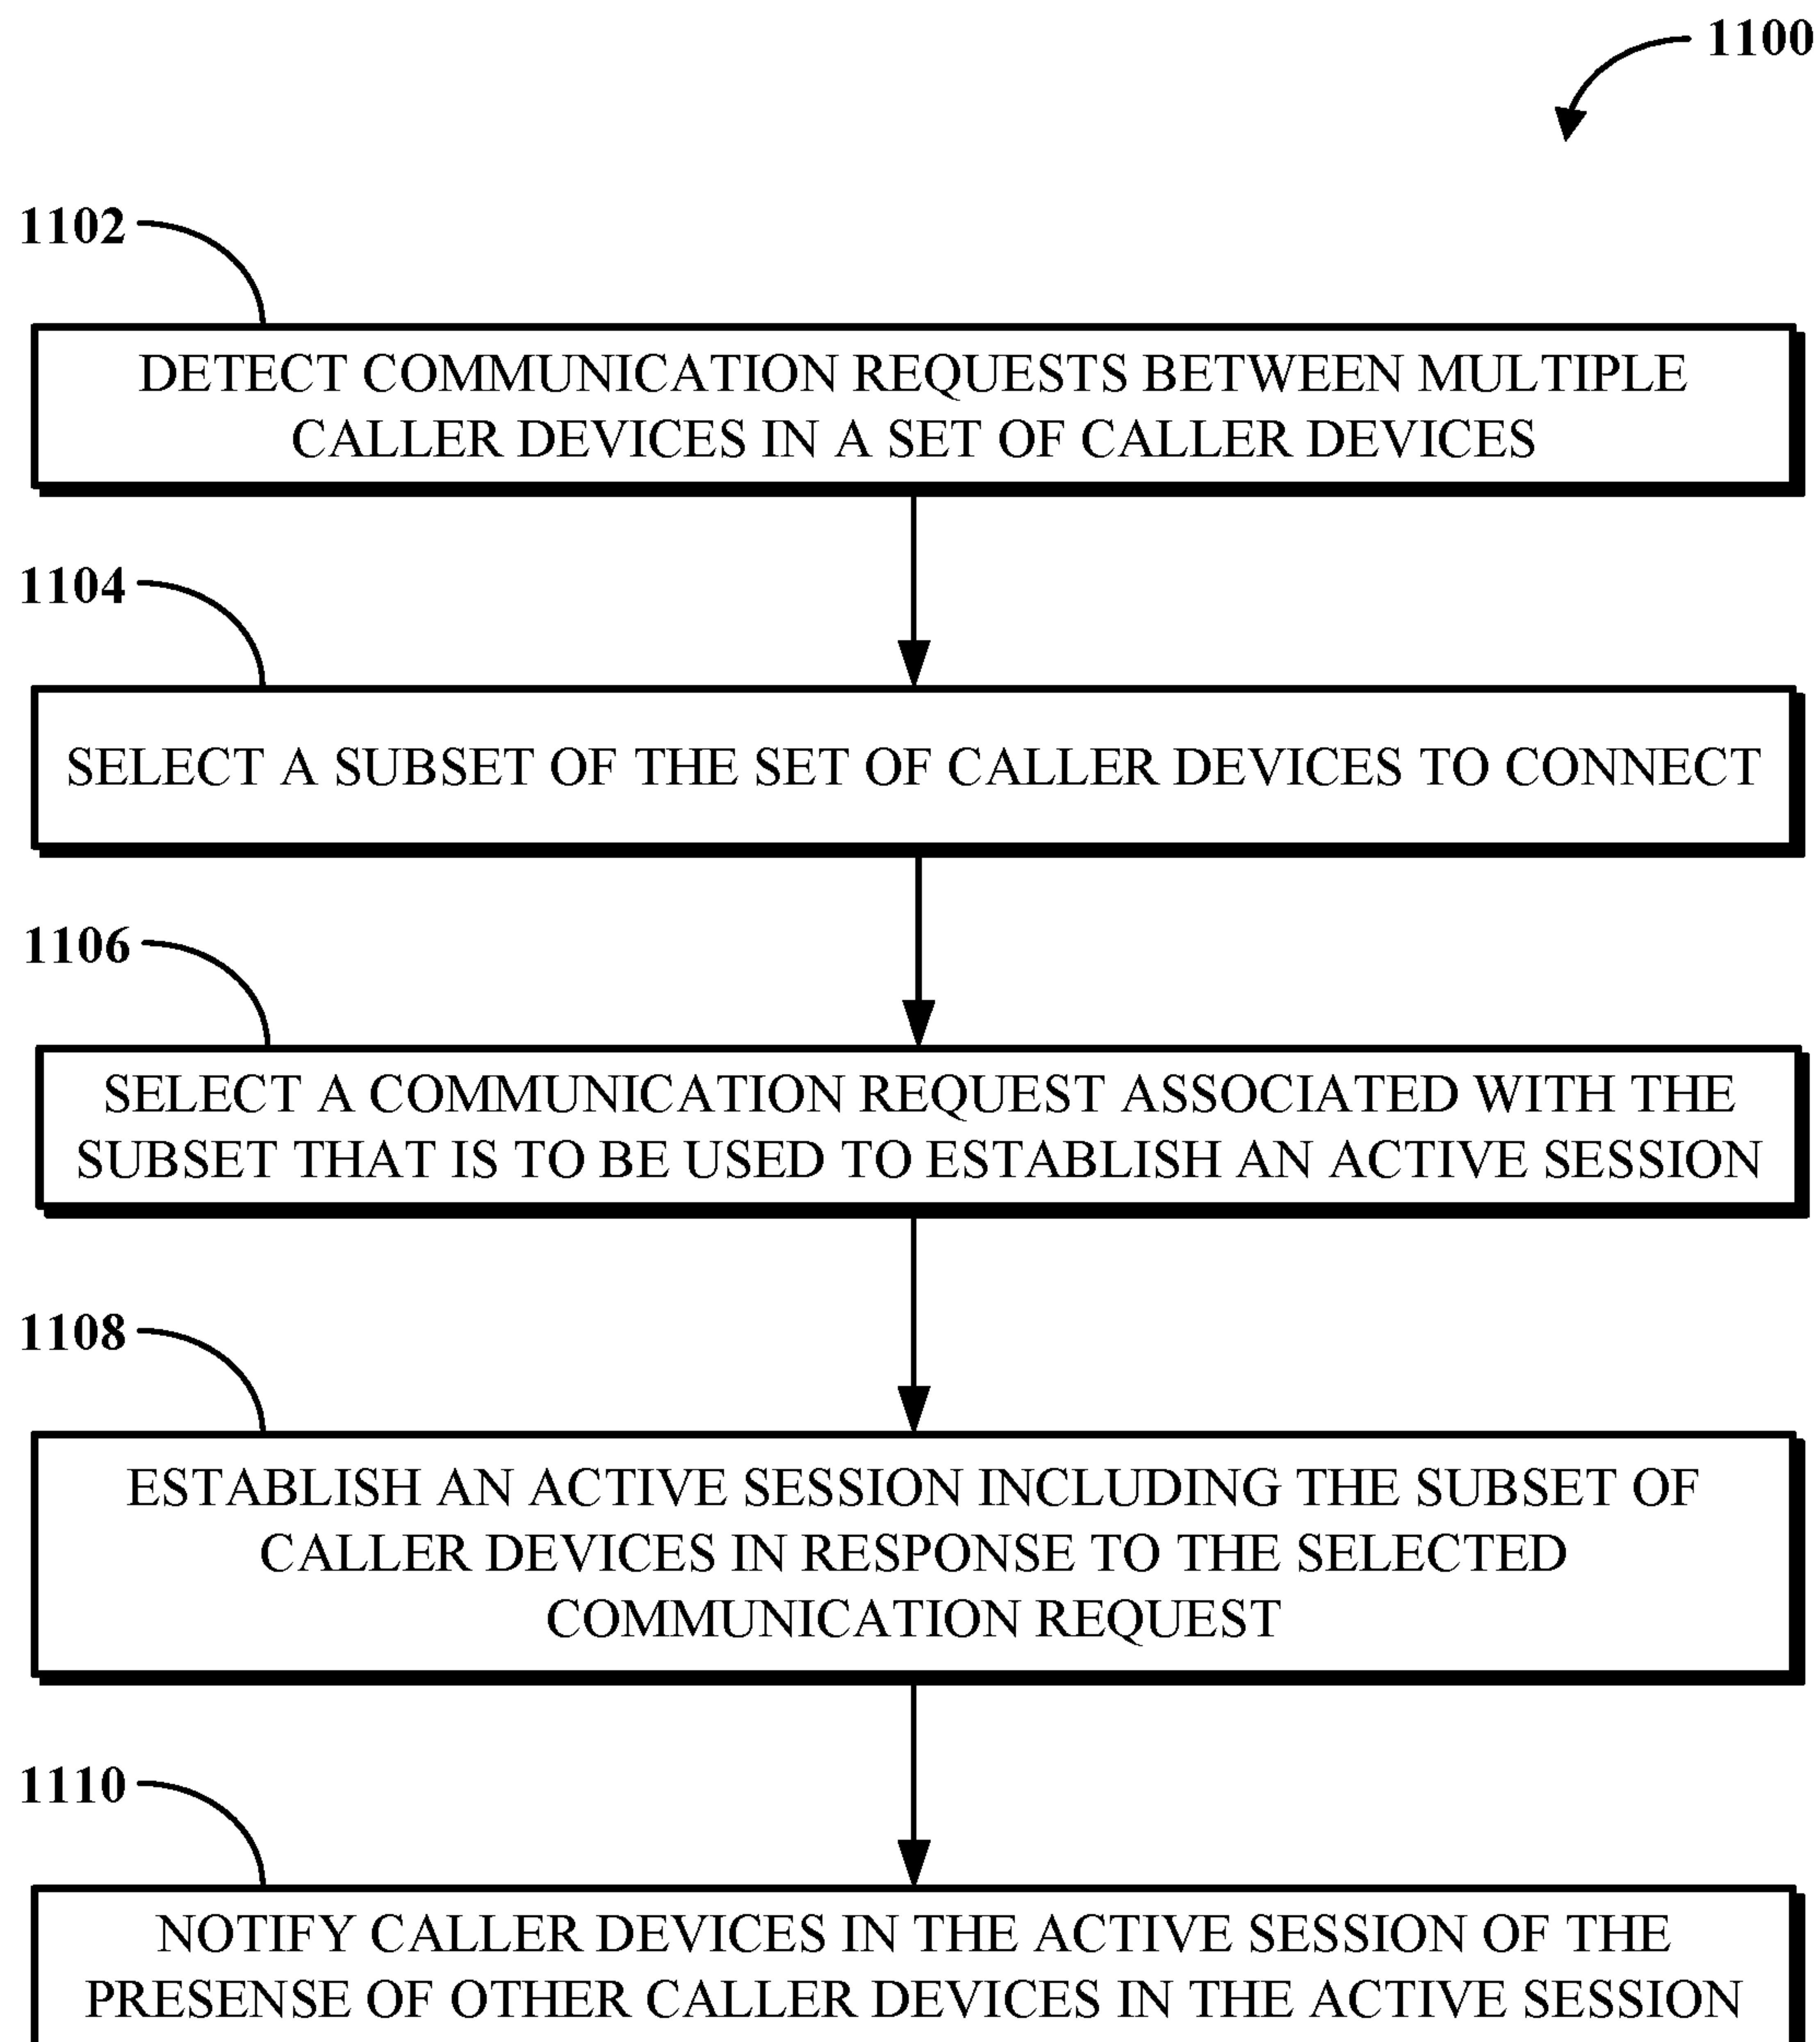 1100
1102
DETECT COMMUNICATION REQUESTS BETWEEN MULTIPLE
CALLER DEVICES IN A SET OF CALLER DEVICES
1104
SELECT A SUBSET OF THE SET OF CALLER DEVICES TO CONNECT
1106
SELECT A COMMUNICATION REQUEST ASSOCIATED WITH THE
SUBSET THAT IS TO BE USED TO ESTABLISH AN ACTIVE SESSION
1108
ESTABLISH AN ACTIVE SESSION INCLUDING THE SUBSET OF
CALLER DEVICES IN RESPONSE TO THE SELECTED
COMMUNICATION REQUEST
1110
NOTIFY CALLER DEVICES IN THE ACTIVE SESSION OF THE
PRESENSE OF OTHER CALLER DEVICES IN THE ACTIVE SESSION